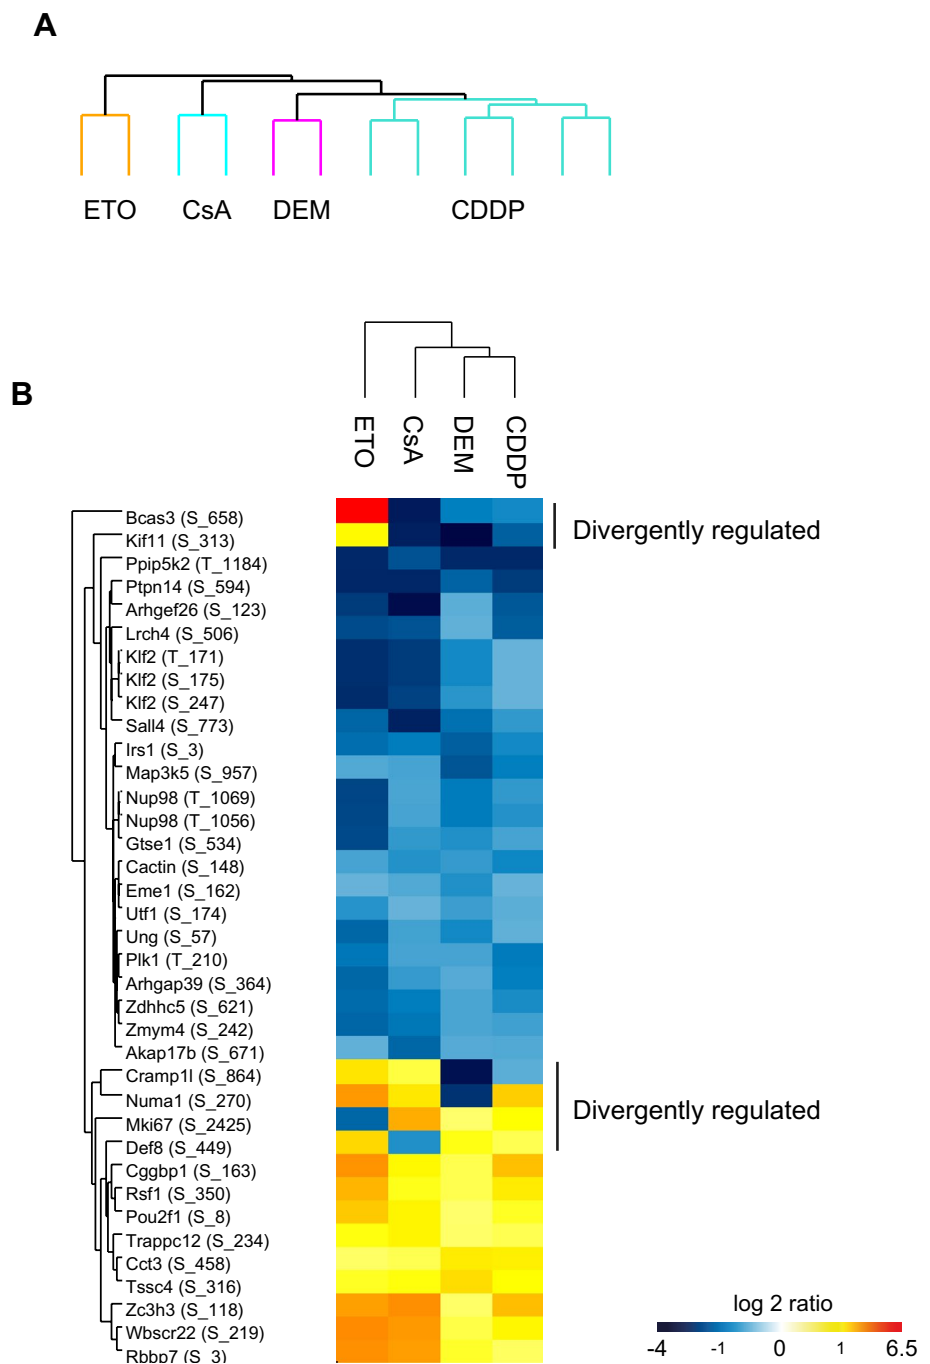 A
ETO CsA DEM CDDP
B
ETO CsA DEM CDDP
Bcas3 (S_658)
Divergently regulated
Kif11 (S_313)
Ppip5k2 (T_1184)
Ptpn14 (S_594)
Arhgef26 (S_123)
Lrch4 (S_506)
Klf2 (T_171)
Klf2 (S_175)
Klf2 (S_247)
Sall4 (S_773)
Irs1 (S_3)
Map3k5 (S_957)
Nup98 (T_1069)
Nup98 (T_1056)
Gtse1 (S_534)
Cactin (S_148)
Eme1 (S_162)
Utf1 (S_174)
Ung (S_57)
Plk1 (T_210)
Arhgap39 (S_364)
Zdhhc5 (S_621)
Zmym4 (S_242)
Akap17b (S_671)
Cramp1l (S_864)
Numa1 (S_270)
Divergently regulated
Mki67 (S_2425)
Def8 (S_449)
Cggbp1 (S_163)
Rsf1 (S_350)
Pou2f1 (S_8)
Trappc12 (S_234)
Cct3 (S_458)
Tssc4 (S_316)
Zc3h3 (S_118)
Wbscr22 (S_219)
Rbbp7 (S_3)
log 2 ratio
-4 -1 0 1 6.5